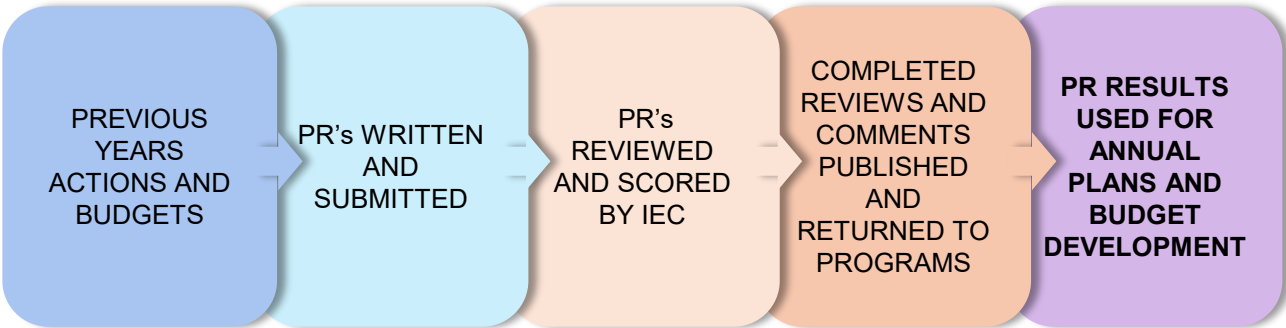 PREVIOUS
YEARS
ACTIONS AND
BUDGETS
PR’s WRITTEN
AND
SUBMITTED
PR’s
REVIEWED
AND SCORED
BY IEC
COMPLETED
REVIEWS AND
COMMENTS
PUBLISHED
AND
RETURNED TO
PROGRAMS
PR RESULTS
USED FOR
ANNUAL
PLANS AND
BUDGET
DEVELOPMENT